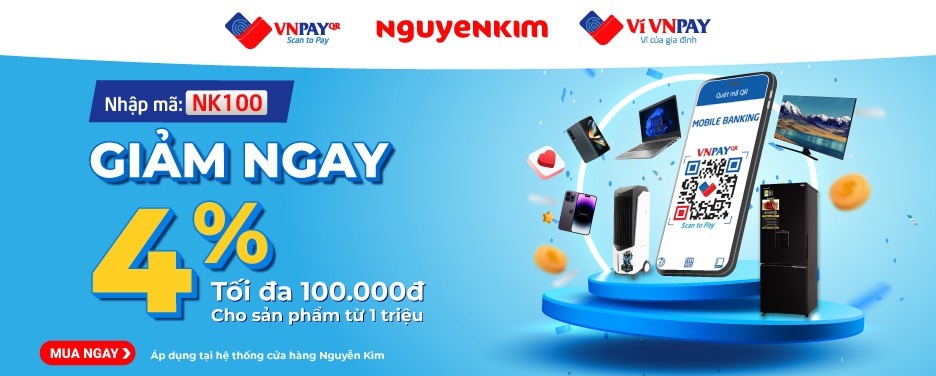 VNPAYQR
Scan to Pay
nguyenkim
Ví VNPAY
Ví của gia đình
Nhập mã: NK100
GIẢM NGAY
4%
Tối đa 100.000đ
Cho sản phẩm từ 1 triệu
MUA NGAY
Áp dụng tại hệ thống cửa hàng Nguyễn Kim
Quét mã QR
MOBILE BANKING
VNPAYQR
Scan to Pay